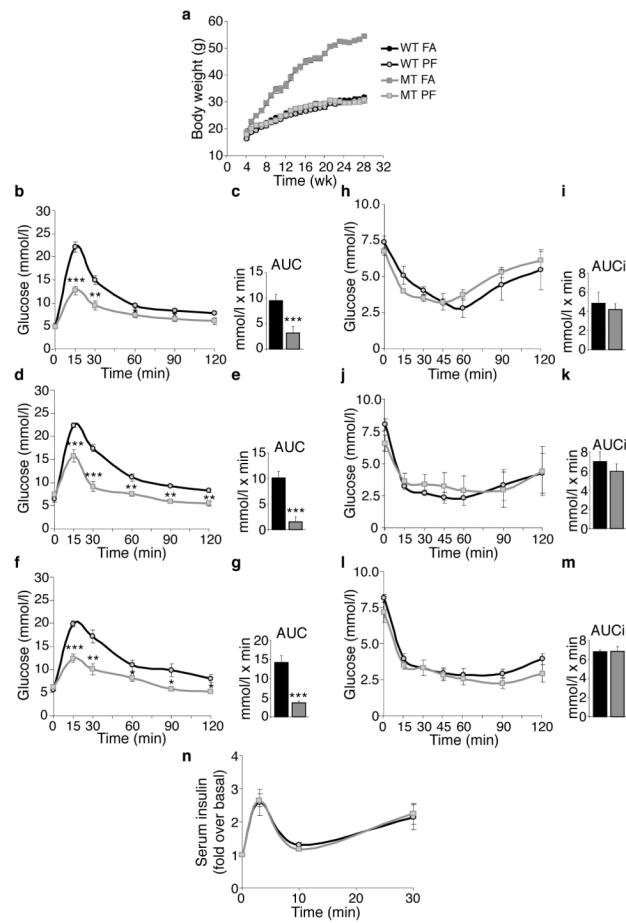 a
Body weight (g)
60
50
40
30
20
10
0 4 8 12 16 20 24 28 32
Time (wk)
WT FA
WT PF
MT FA
MT PF
b
Glucose (mmol/l)
30
25
20
15
10
5
0
***
**
*
0 15 30 60 90 120
Time (min)
c
AUC
mmol/l x min
15
10
5
0
***
h
Glucose (mmol/l)
10.0
7.5
5.0
2.5
0
0 15 30 45 60 90 120
Time (min)
i
AUCi
mmol/l x min
8
6
4
2
0
d
Glucose (mmol/l)
30
25
20
15
10
5
0
***
***
**
**
**
0 15 30 60 90 120
Time (min)
e
AUC
mmol/l x min
15
10
5
0
***
j
Glucose (mmol/l)
10.0
7.5
5.0
2.5
0
0 15 30 45 60 90 120
Time (min)
k
AUCi
mmol/l x min
8
6
4
2
0
f
Glucose (mmol/l)
30
25
20
15
10
5
0
***
**
*
*
*
0 15 30 60 90 120
Time (min)
g
AUC
mmol/l x min
20
15
10
5
0
***
l
Glucose (mmol/l)
10.0
7.5
5.0
2.5
0
0 15 30 45 60 90 120
Time (min)
m
AUCi
mmol/l x min
8
6
4
2
0
n
Serum insulin
(fold over basal)
4
3
2
1
0
0 10 20 30
Time (min)